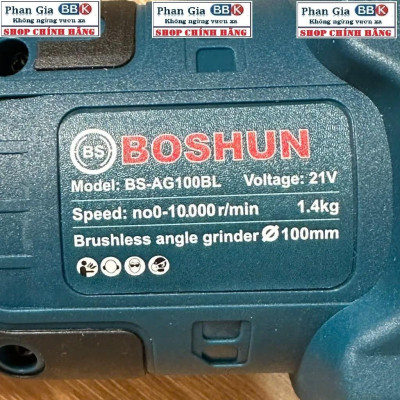 Phan Gia BBK
Không ngừng vươn xa
SHOP CHÍNH HÃNG
Phan Gia BBK
Không ngừng vươn xa
SHOP CHÍNH HÃNG
Phan Gia BBK
Không ngừng vươn xa
SHOP CHÍNH HÃNG
BS BOSHUN
Model: BS-AG100BL Voltage: 21V
Speed: no0-10.000r/min 1.4kg
Brushless angle grinder Ø100mm